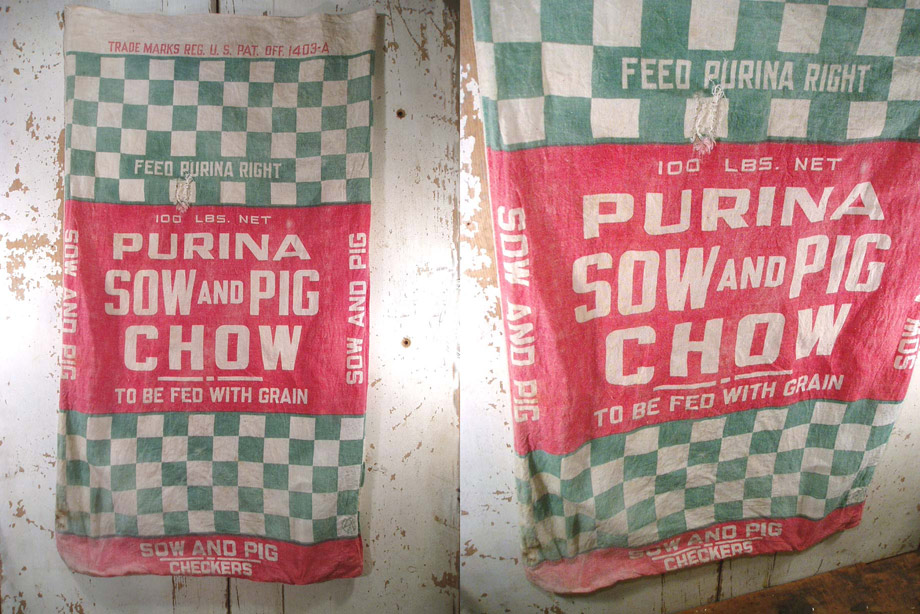 TRADE MARKS REG. U. S. PAT. OFF. 1403-A
FEED PURINA RIGHT
100 LBS. NET
PURINA
SOW AND PIG
CHOW
TO BE FED WITH GRAIN
SOW AND PIG
SOW AND PIG
SOW AND PIG
CHECKERS
FEED PURINA RIGHT
100 LBS. NET
PURINA
SOW AND PIG
CHOW
TO BE FED WITH GRAIN
SOW AND PIG
SOW AND PIG
CHECKERS